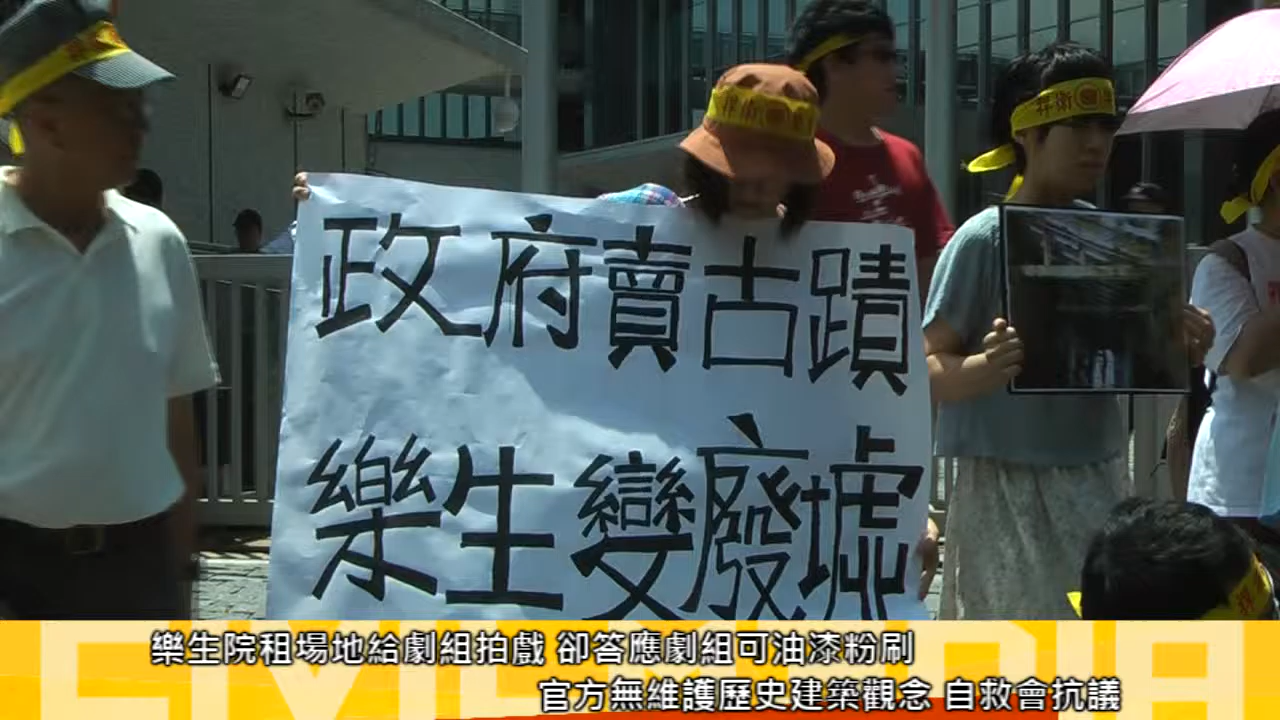 政府賣古蹟
樂生變廢墟
捍衛
樂生院租場地給劇組拍戲 卻答應劇組可油漆粉刷
官方無維護歷史建築觀念 自救會抗議